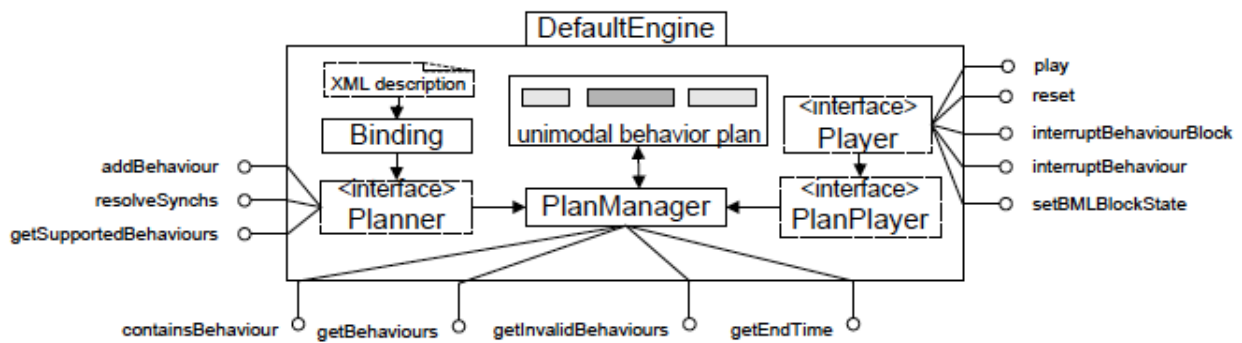 DefaultEngine
XML description
Binding
<interface>
Planner
unimodal behavior plan
PlanManager
<interface>
Player
<interface>
PlanPlayer
addBehaviour
resolveSynchs
getSupportedBehaviours
play
reset
interruptBehaviourBlock
interruptBehaviour
setBMLBlockState
containsBehaviour
getBehaviours
getInvalidBehaviours
getEndTime